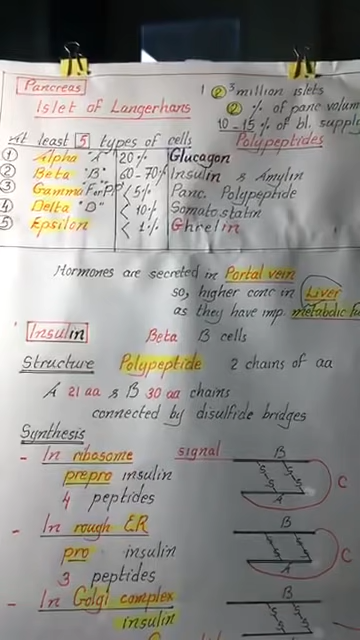 Pancreas
Islet of Langerhans
1 - 3 million islets
2 % of panc volume
10 - 15 % of bl. supply
At least 5 types of cells
Polypeptides
1 Alpha "A" 20 % Glucagon
2 Beta "B" 60 - 70 % Insulin & Amylin
3 Gamma F or PP < 5 % Panc. Polypeptide
4 Delta "D" < 10 % Somatostatin
5 Epsilon < 1 % Ghrelin
Hormones are secreted in Portal vein
so, higher conc in Liver
as they have imp. metabolic fu
Insulin Beta B cells
Structure Polypeptide 2 chains of aa
A 21 aa & B 30 aa chains
connected by disulfide bridges
Synthesis
- In ribosome signal B
prepro insulin
4 peptides A C
- In rough ER B
pro insulin
3 peptides A C
- In Golgi complex B
insulin